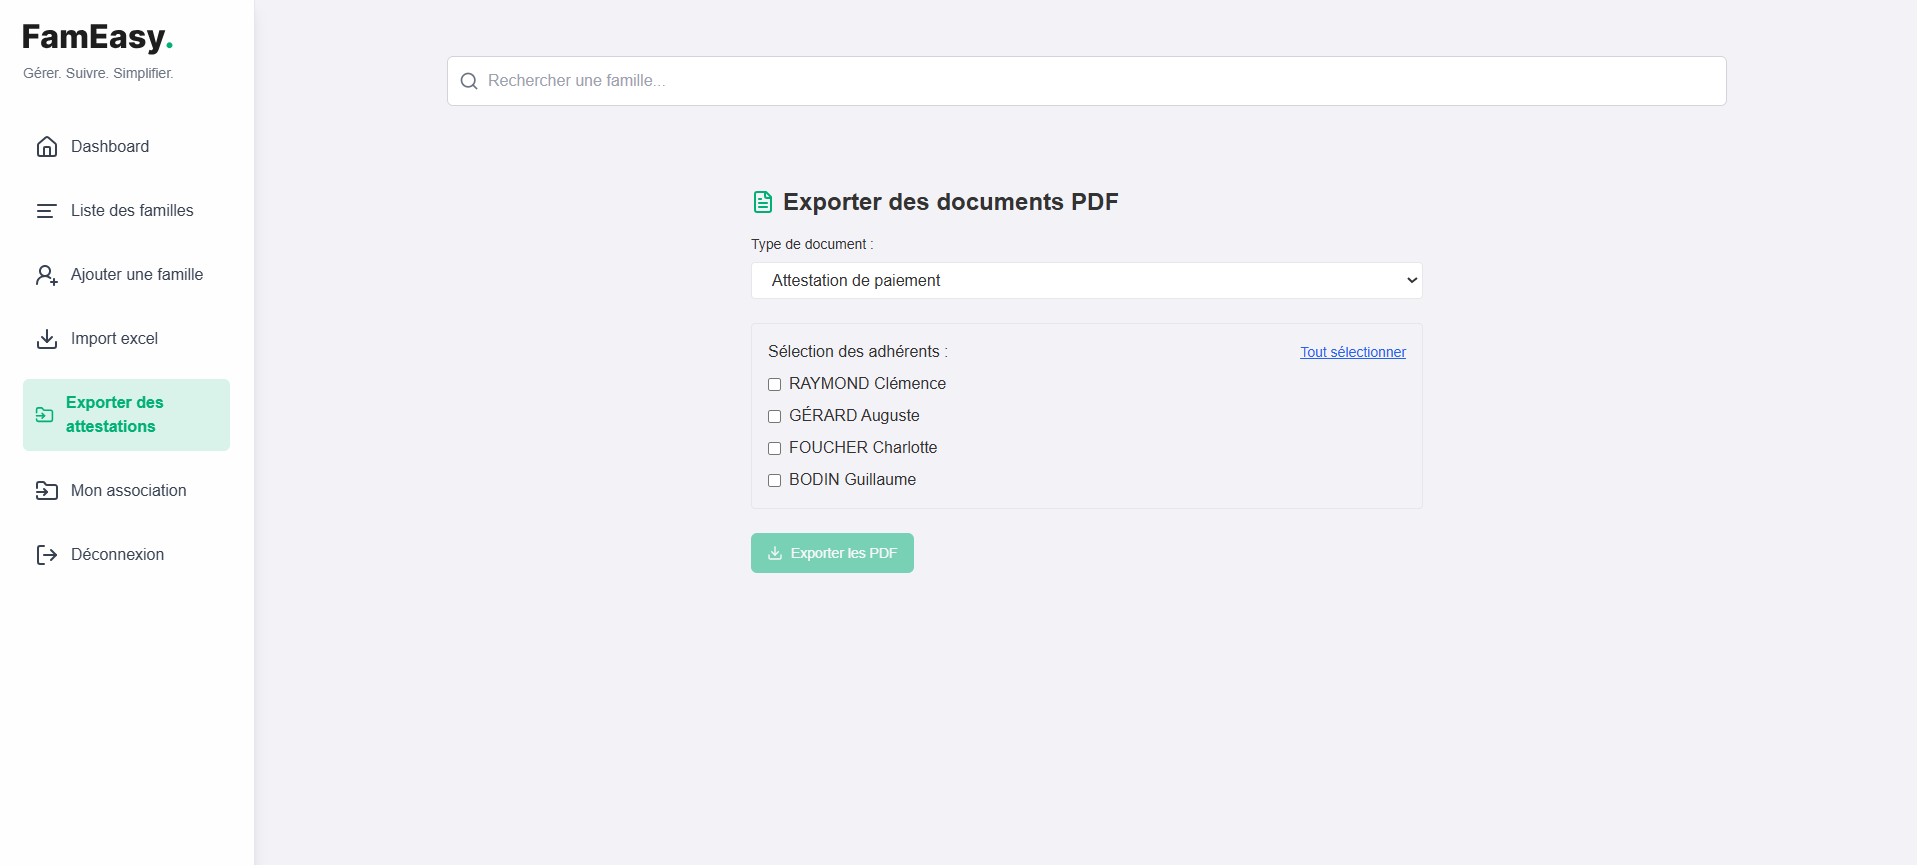 FamEasy.
Gérer. Suivre. Simplifier.
Dashboard
Liste des familles
Ajouter une famille
Import excel
Exporter des
attestations
Mon association
Déconnexion
Rechercher une famille...
Exporter des documents PDF
Type de document :
Attestation de paiement
Sélection des adhérents :
Tout sélectionner
RAYMOND Clémence
GÉRARD Auguste
FOUCHER Charlotte
BODIN Guillaume
Exporter les PDF